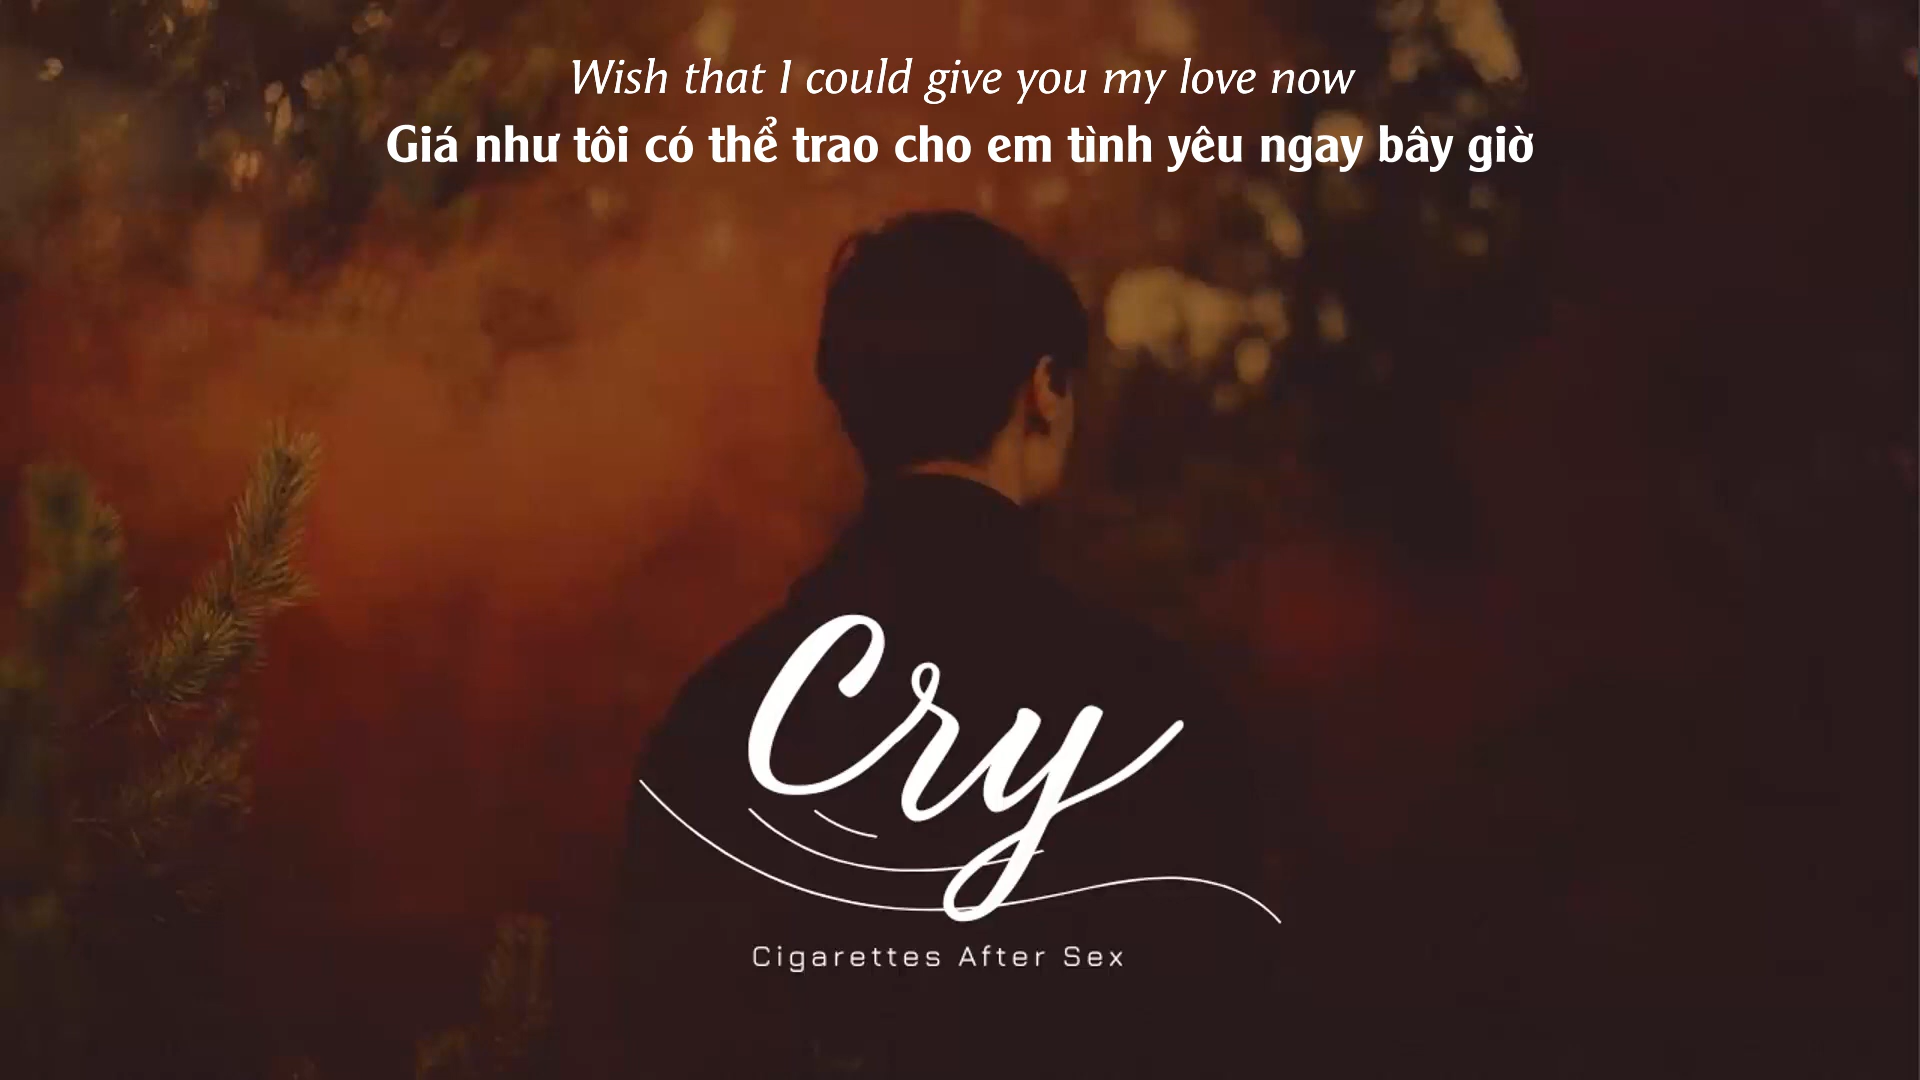 Wish that I could give you my love now
Giá như tôi có thể trao cho em tình yêu ngay bây giờ
Cry
Cigarettes After Sex